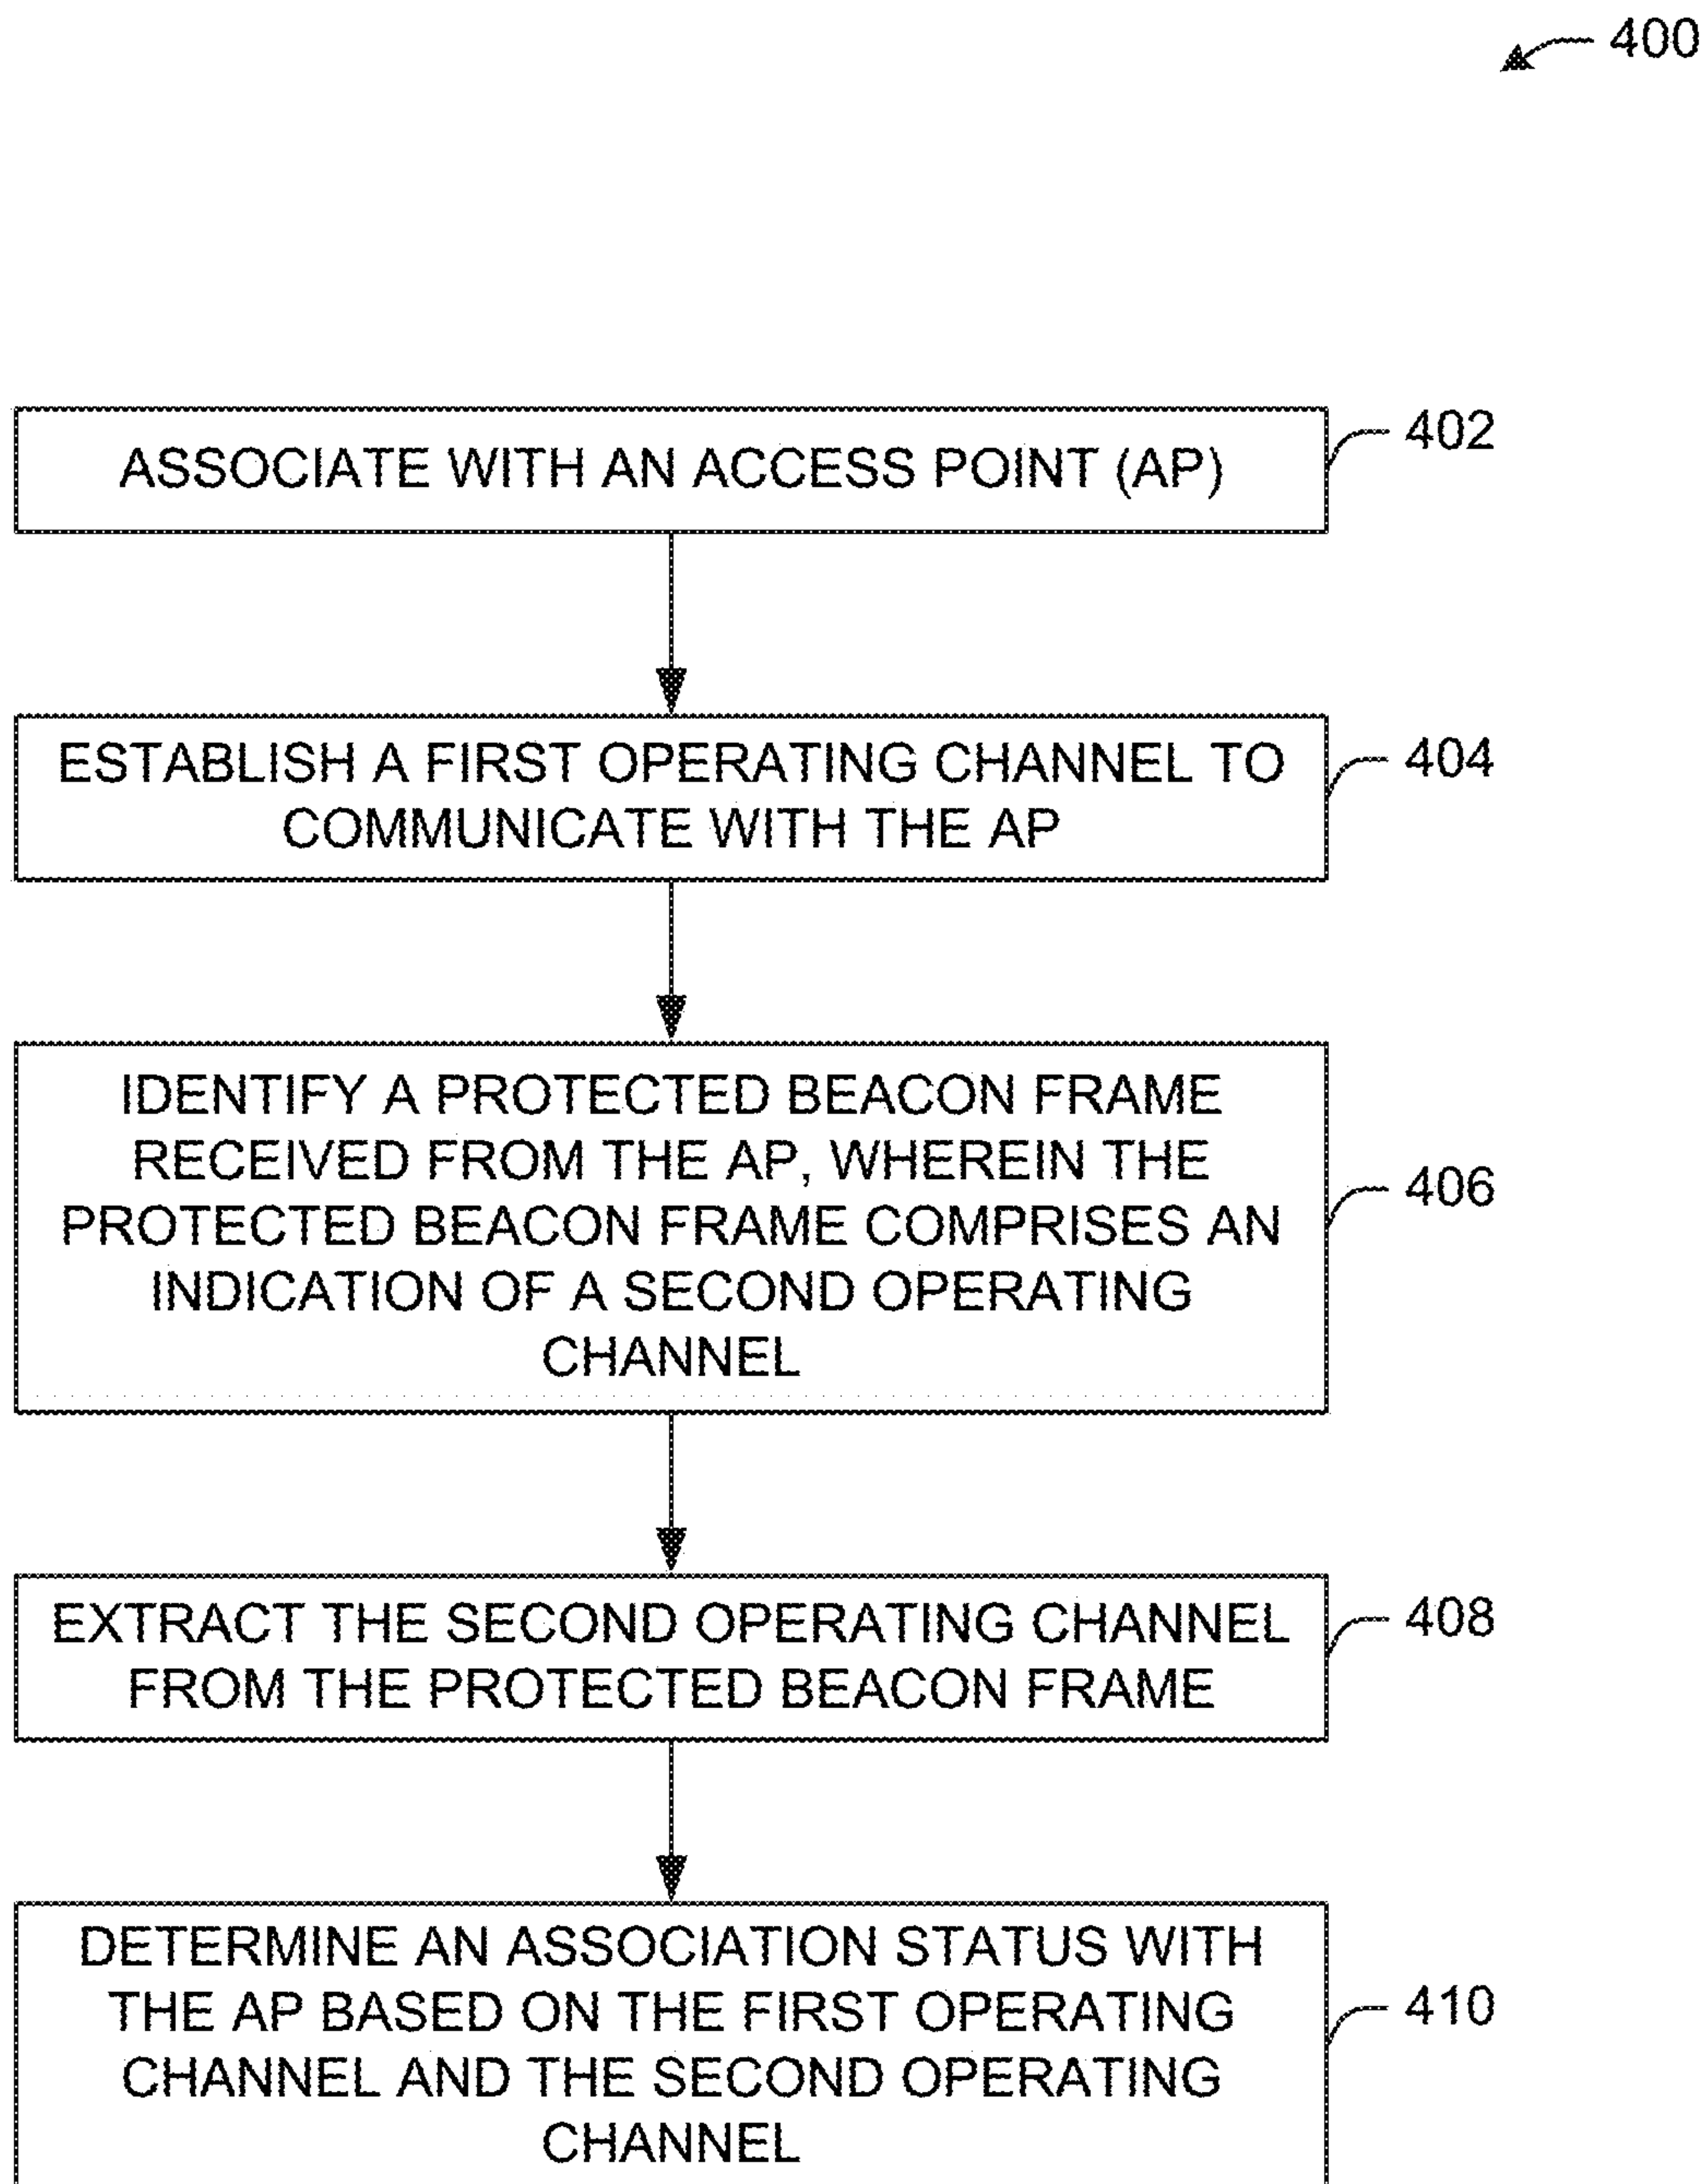 400
ASSOCIATE WITH AN ACCESS POINT (AP)
402
ESTABLISH A FIRST OPERATING CHANNEL TO
COMMUNICATE WITH THE AP
404
IDENTIFY A PROTECTED BEACON FRAME
RECEIVED FROM THE AP, WHEREIN THE
PROTECTED BEACON FRAME COMPRISES AN
INDICATION OF A SECOND OPERATING
CHANNEL
406
EXTRACT THE SECOND OPERATING CHANNEL
FROM THE PROTECTED BEACON FRAME
408
DETERMINE AN ASSOCIATION STATUS WITH
THE AP BASED ON THE FIRST OPERATING
CHANNEL AND THE SECOND OPERATING
CHANNEL
410